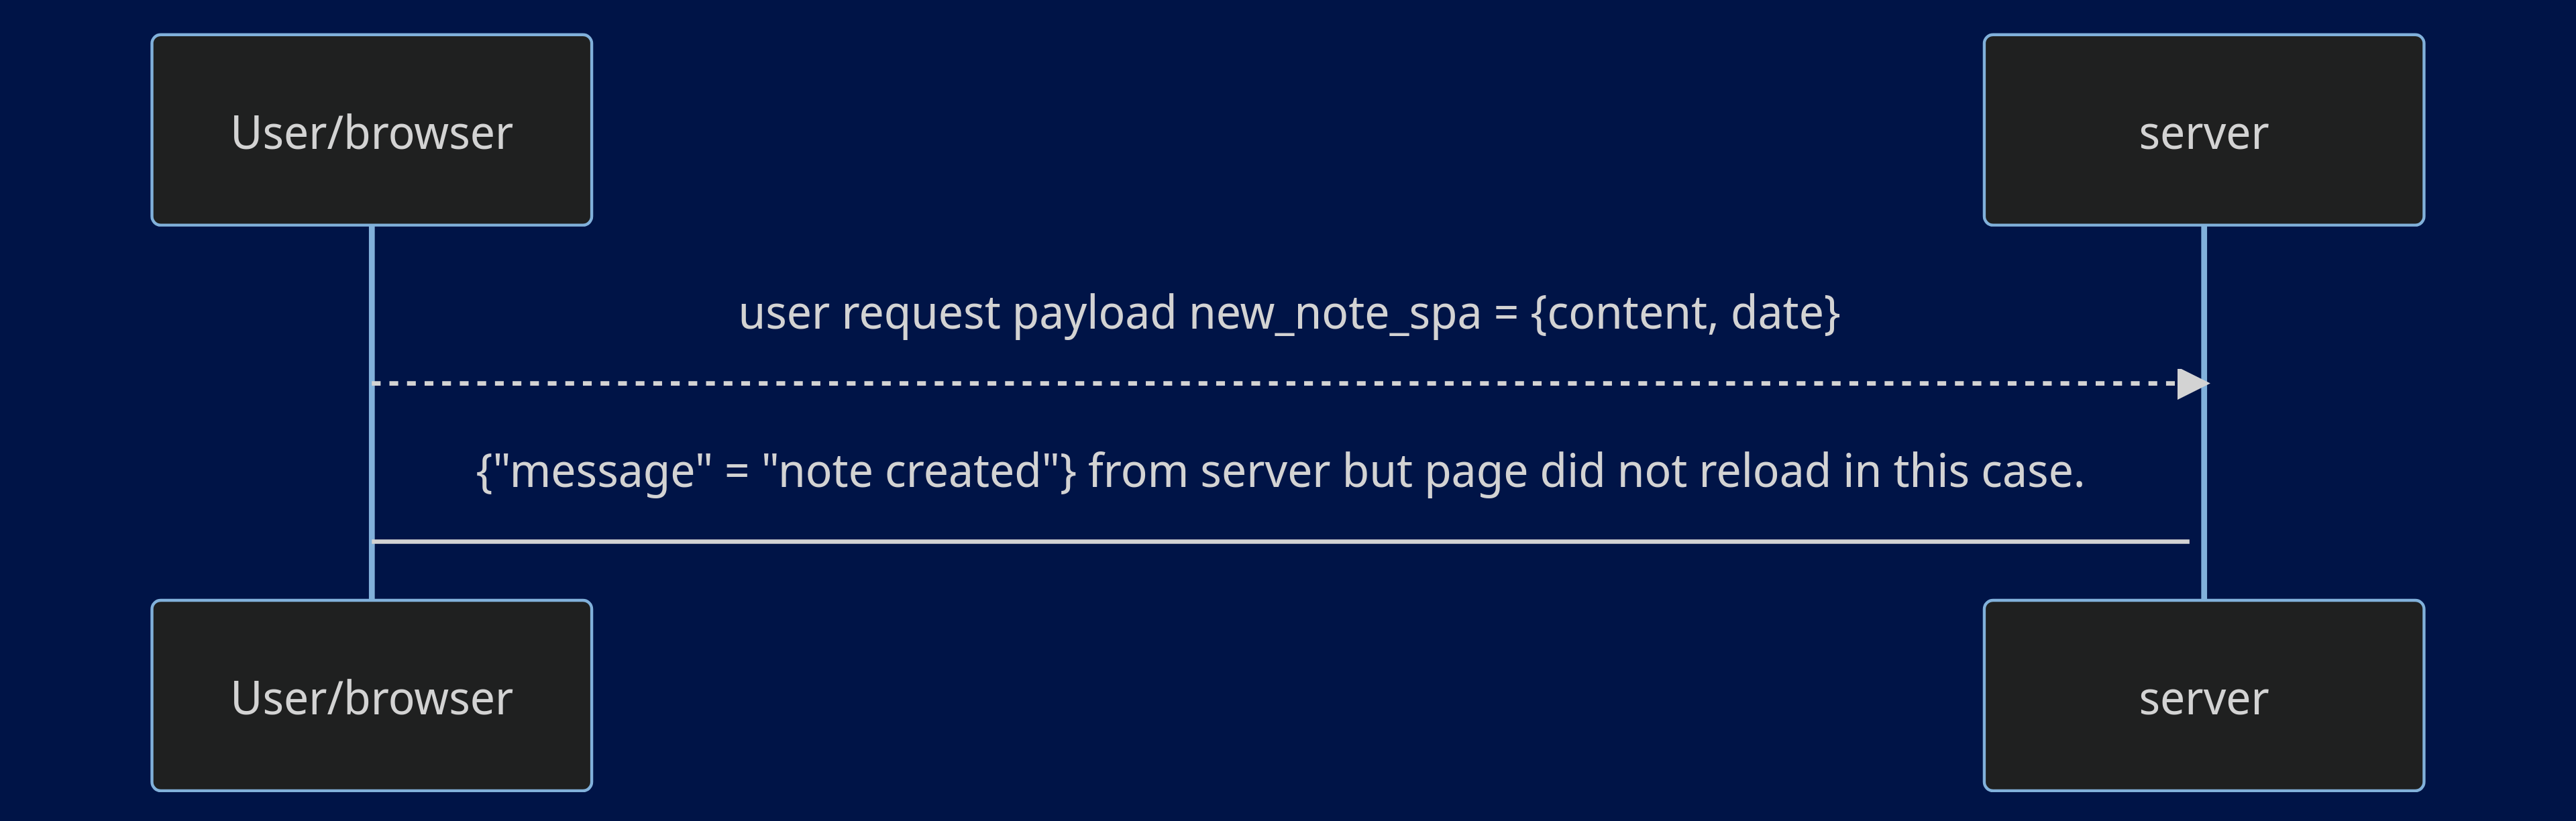 User/browser
server
user request payload new_note_spa = {content, date}
{"message" = "note created"} from server but page did not reload in this case.
User/browser
server